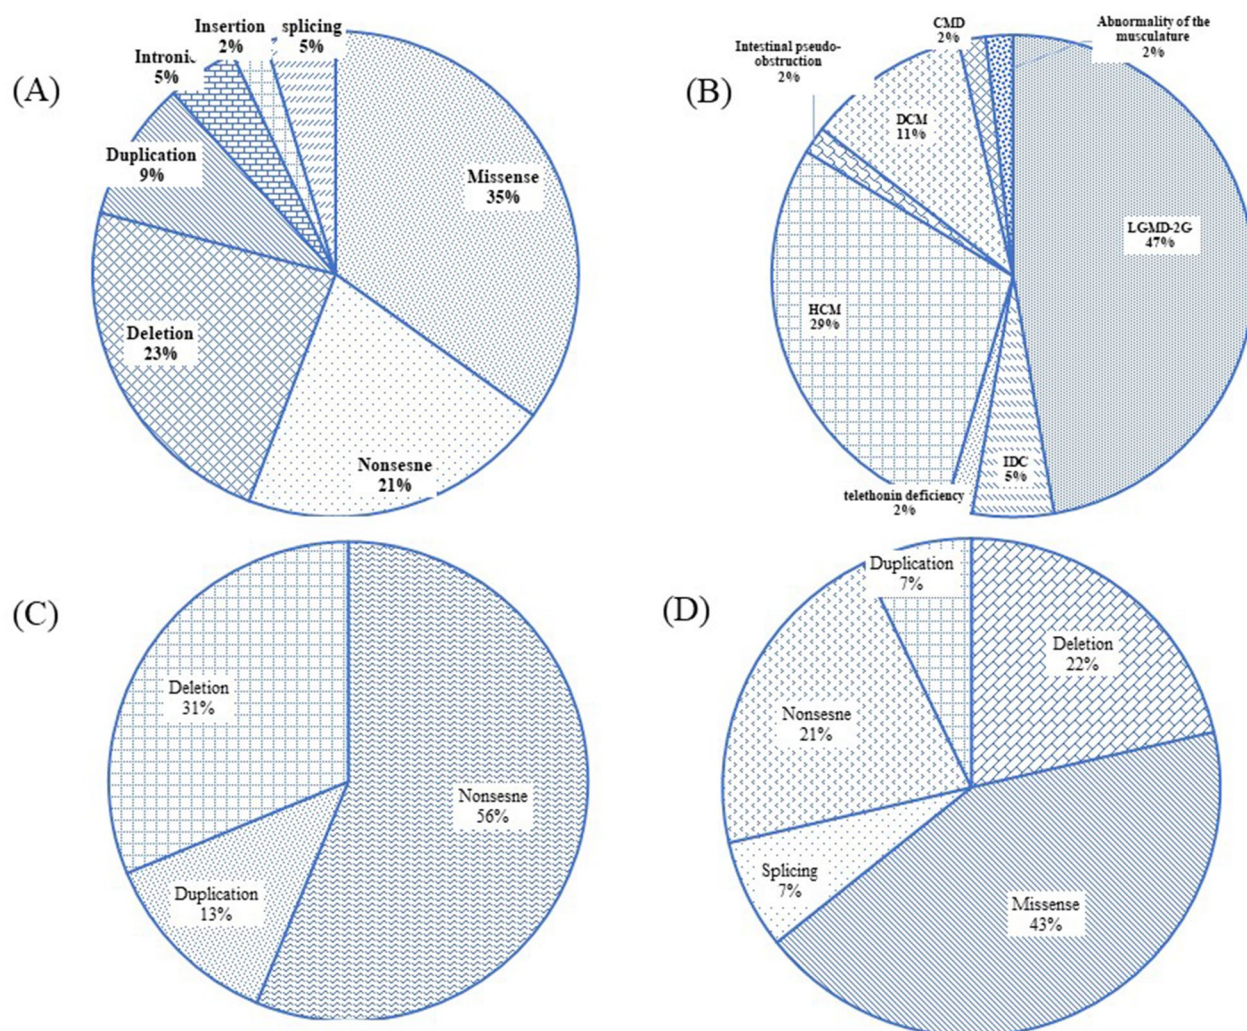 (A)
Insertion
2%
splicing
5%
Intronic
5%
Duplication
9%
Missense
35%
Deletion
23%
Nonsesne
21%
(B)
CMD
2%
Abnormality of the
musculature
2%
Intestinal pseudo-
obstruction
2%
DCM
11%
LGMD-2G
47%
HCM
29%
IDC
5%
telethonin deficiency
2%
(C)
Deletion
31%
Nonsesne
56%
Duplication
13%
(D)
Duplication
7%
Deletion
22%
Nonsesne
21%
Splicing
7%
Missense
43%